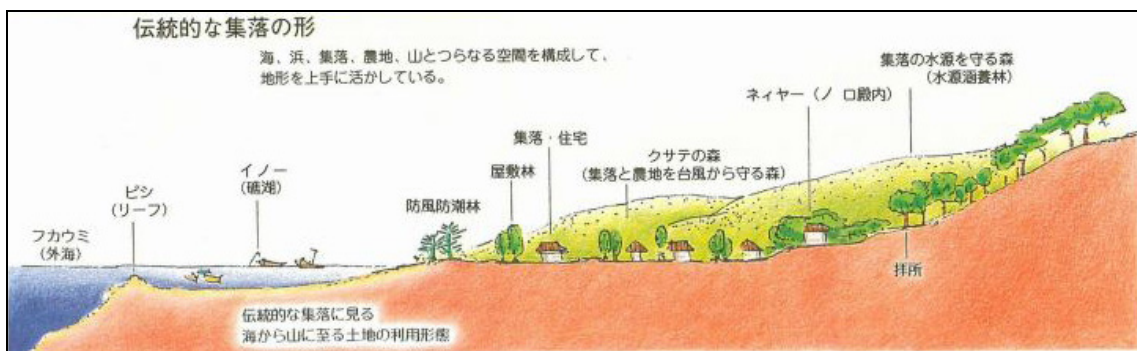 伝統的な集落の形
海、浜、集落、農地、山とつらなる空間を構成して、
地形を上手に活かしている。
フカウミ
(外海)
ピシ
(リーフ)
イノー
(礁湖)
防風防潮林
屋敷林
集落・住宅
クサテの森
(集落と農地を台風から守る森)
ネィヤー(ノロ殿内)
集落の水源を守る森
(水源涵養林)
拝所
伝統的な集落に見る
海から山に至る土地の利用形態